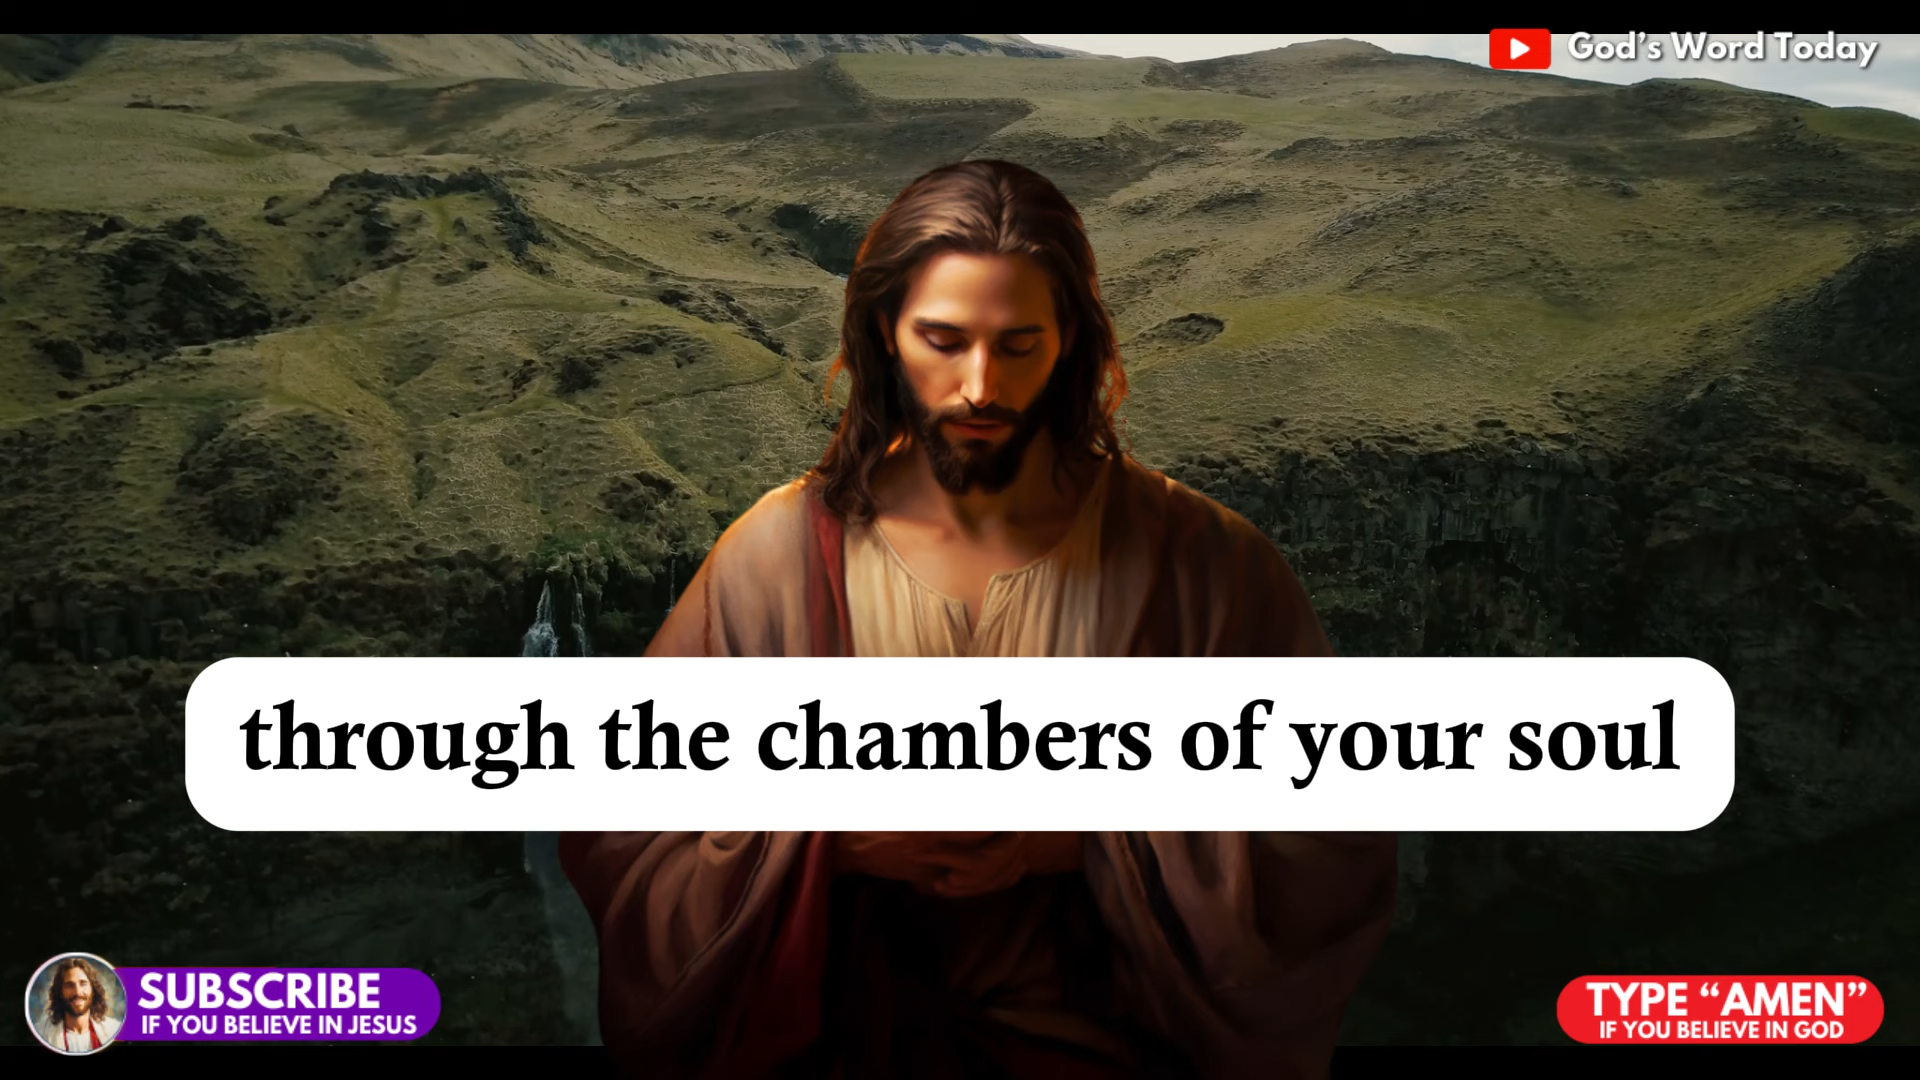 God’s Word Today
through the chambers of your soul
SUBSCRIBE
IF YOU BELIEVE IN JESUS
TYPE “AMEN”
IF YOU BELIEVE IN GOD